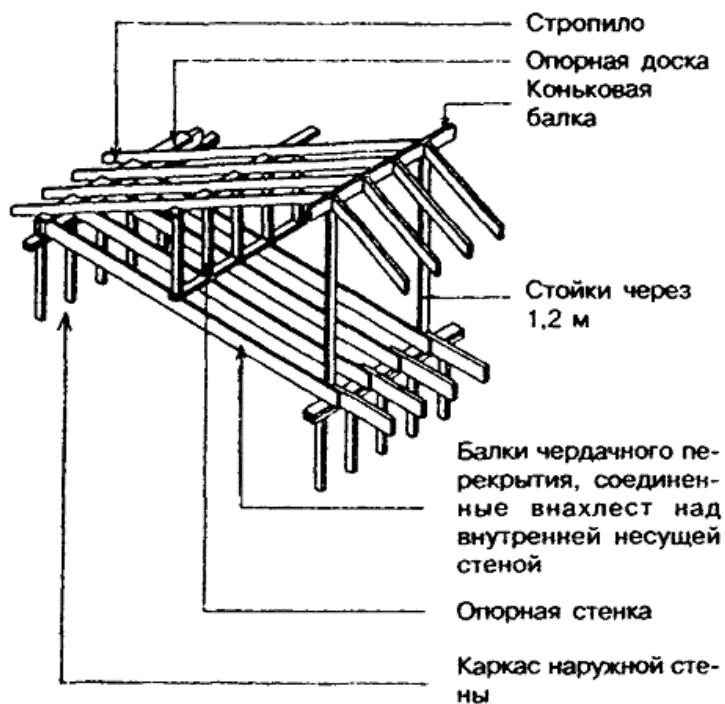 Стропило
Опорная доска
Коньковая
балка
Стойки через
1,2 м
Балки чердачного пе-
рекрытия, соединен-
ные внахлест над
внутренней несущей
стеной
Опорная стенка
Каркас наружной сте-
ны